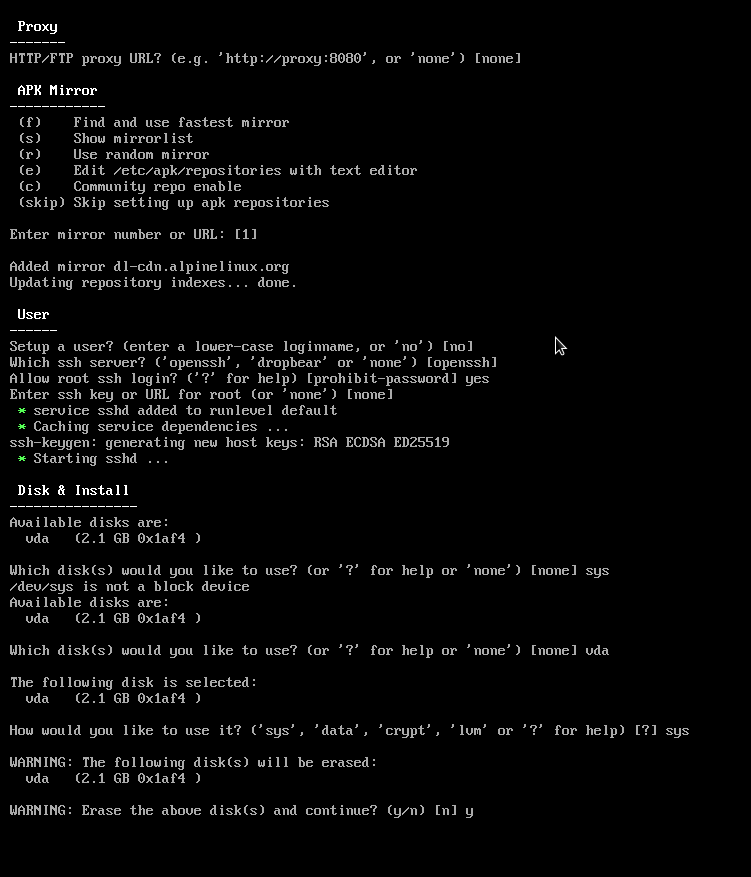 Proxy
-------
HTTP/FTP proxy URL? (e.g. 'http://proxy:8080', or 'none') [none]
APK Mirror
------------
(f)    Find and use fastest mirror
(s)    Show mirrorlist
(r)    Use random mirror
(e)    Edit /etc/apk/repositories with text editor
(c)    Community repo enable
(skip) Skip setting up apk repositories
Enter mirror number or URL: [1]
Added mirror dl-cdn.alpinelinux.org
Updating repository indexes... done.
User
------
Setup a user? (enter a lower-case loginname, or 'no') [no]
Which ssh server? ('openssh', 'dropbear' or 'none') [openssh]
Allow root ssh login? ('?' for help) [prohibit-password] yes
Enter ssh key or URL for root (or 'none') [none]
* service sshd added to runlevel default
* Caching service dependencies ...
ssh-keygen: generating new host keys: RSA ECDSA ED25519
* Starting sshd ...
Disk & Install
----------------
Available disks are:
vda   (2.1 GB 0x1af4 )
Which disk(s) would you like to use? (or '?' for help or 'none') [none] sys
/dev/sys is not a block device
Available disks are:
vda   (2.1 GB 0x1af4 )
Which disk(s) would you like to use? (or '?' for help or 'none') [none] vda
The following disk is selected:
vda   (2.1 GB 0x1af4 )
How would you like to use it? ('sys', 'data', 'crypt', 'lvm' or '?' for help) [?] sys
WARNING: The following disk(s) will be erased:
vda   (2.1 GB 0x1af4 )
WARNING: Erase the above disk(s) and continue? (y/n) [n] y